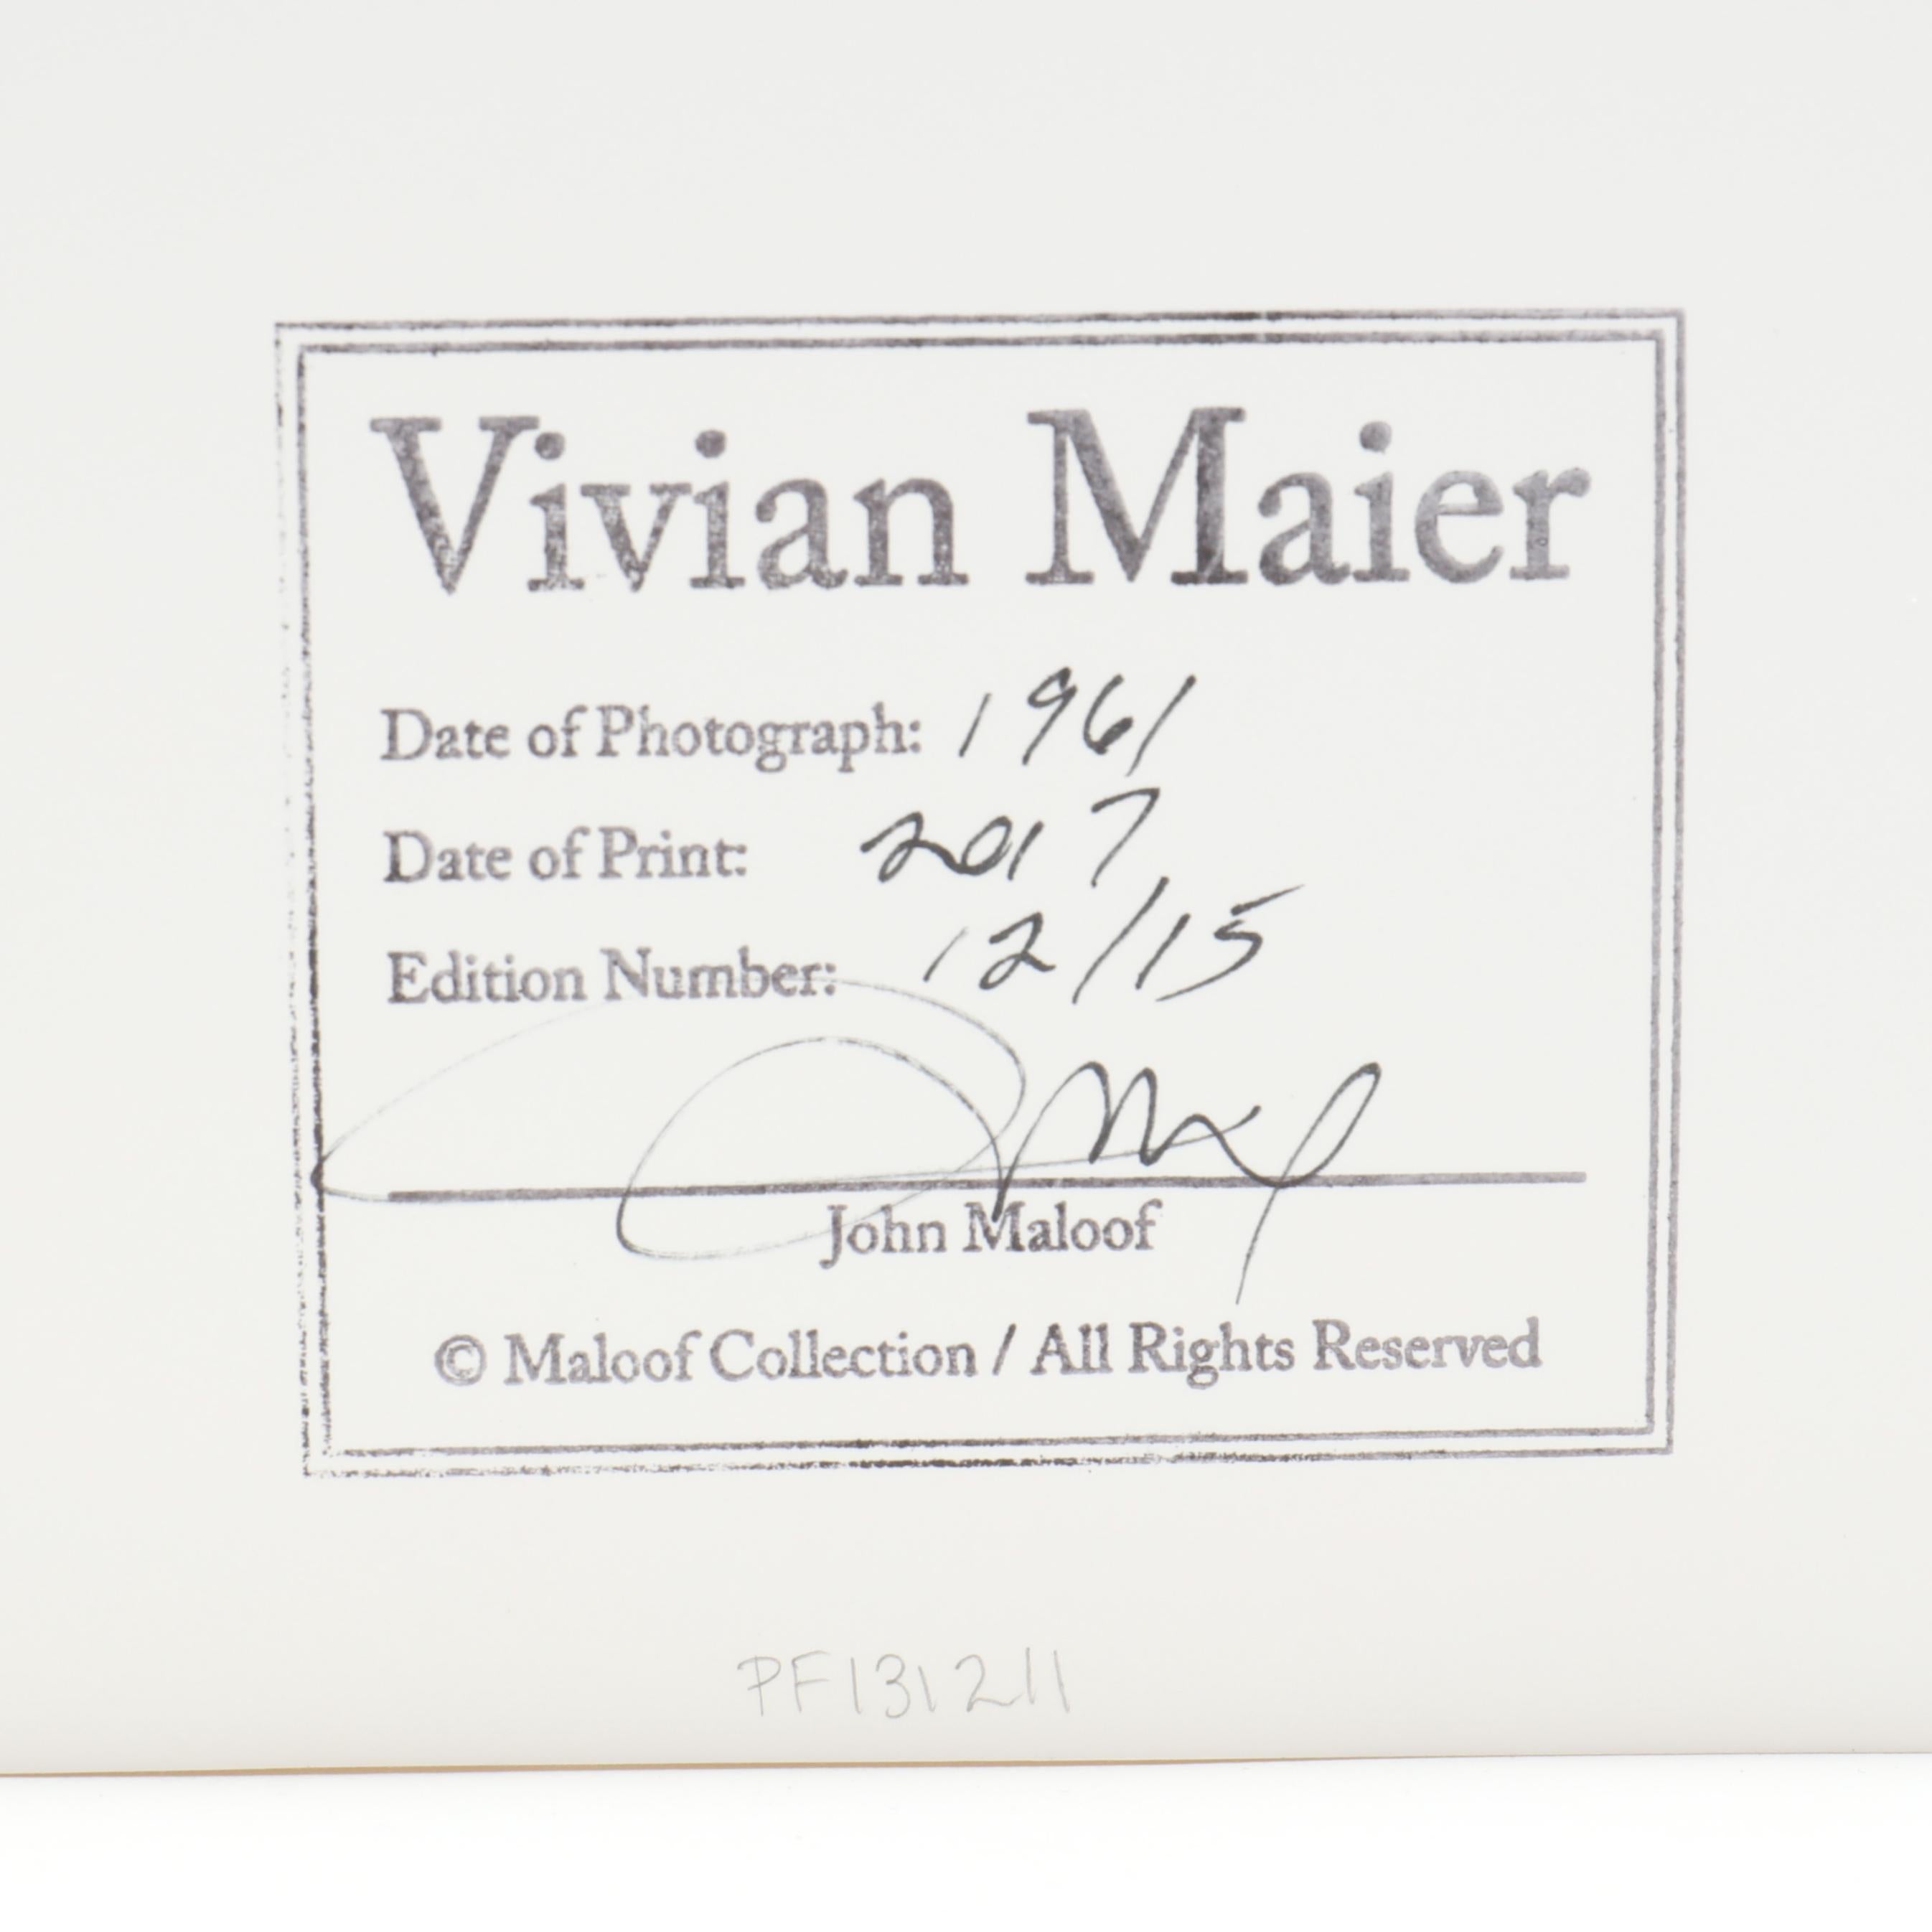 Vivian Maier
Date of Photograph: 1961
Date of Print: 2017
Edition Number: 12/15
John Maloof
© Maloof Collection / All Rights Reserved
PF131211